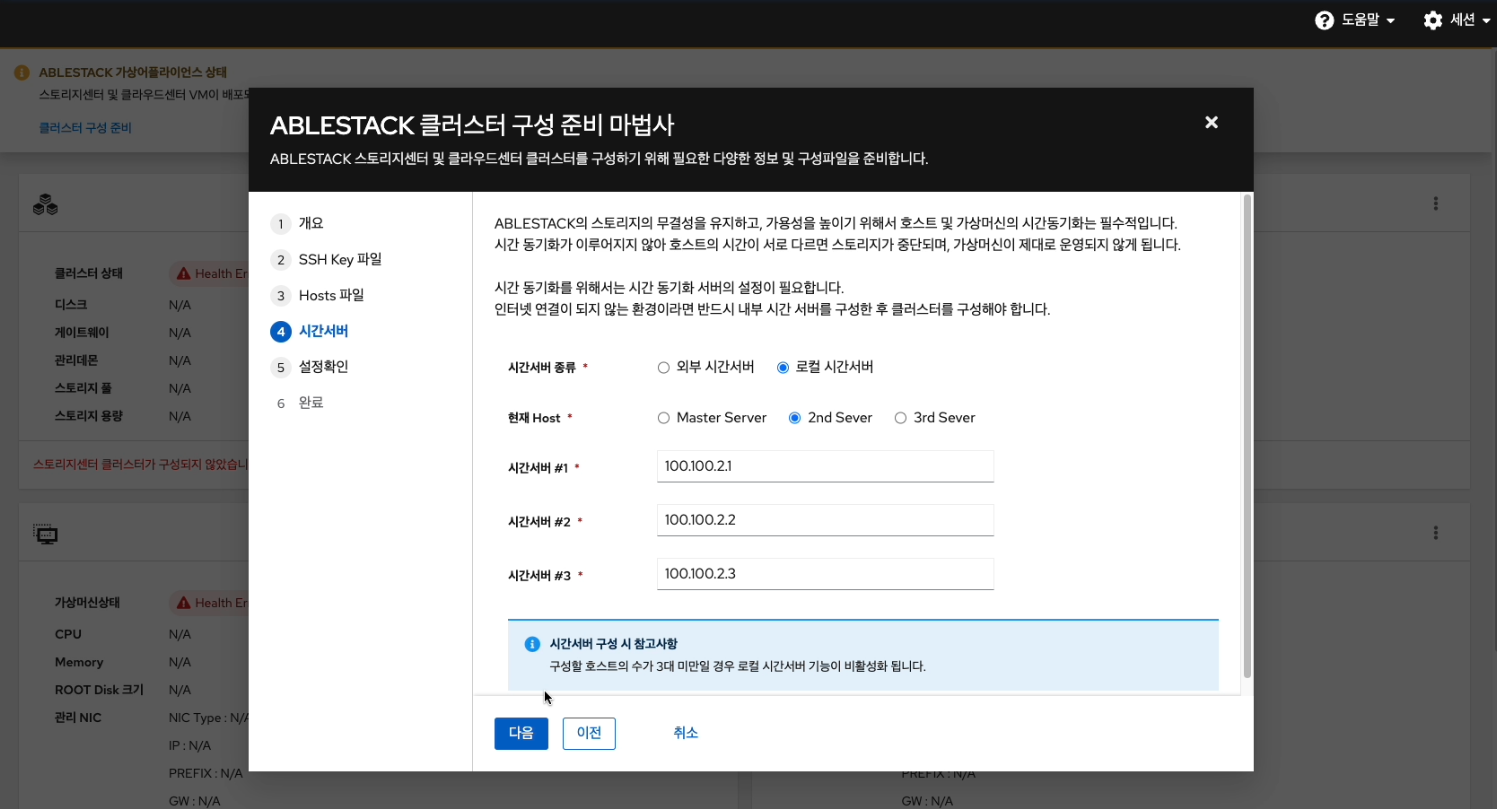 도움말
세션
ABLESTACK 가상어플라이언스 상태
스토리지센터 및 클라우드센터 VM이
클러스터 구성 준비
ABLESTACK 클러스터 구성 준비 마법사
ABLESTACK 스토리지센터 및 클라우드센터 클러스터를 구성하기 위해 필요한 다양한 정보 및 구성파일을 준비합니다.
1 개요
2 SSH Key 파일
3 Hosts 파일
4 시간서버
5 설정확인
6 완료
ABLESTACK의 스토리지의 무결성을 유지하고, 가용성을 높이기 위해서 호스트 및 가상머신의 시간동기화는 필수적입니다.
시간 동기화가 이루어지지 않아 호스트의 시간이 서로 다르면 스토리지가 중단되며, 가상머신이 제대로 운영되지 않게 됩니다.
시간 동기화를 위해서는 시간 동기화 서버의 설정이 필요합니다.
인터넷 연결이 되지 않는 환경이라면 반드시 내부 시간 서버를 구성한 후 클러스터를 구성해야 합니다.
시간서버 종류 * 외부 시간서버 로컬 시간서버
현재 Host * Master Server 2nd Sever 3rd Sever
시간서버 #1 * 100.100.2.1
시간서버 #2 * 100.100.2.2
시간서버 #3 * 100.100.2.3
시간서버 구성 시 참고사항
구성할 호스트의 수가 3대 미만일 경우 로컬 시간서버 기능이 비활성화 됩니다.
다음 이전 취소
클러스터 상태 Health Er
디스크 N/A
게이트웨이 N/A
관리데몬 N/A
스토리지 풀 N/A
스토리지 용량 N/A
스토리지센터 클러스터가 구성되지 않았습니
가상머신상태 Health Er
CPU N/A
Memory N/A
ROOT Disk 크기 N/A
관리 NIC NIC Type : N/A
IP : N/A
PREFIX : N/A
GW : N/A
PREFIX : N/A
GW : N/A